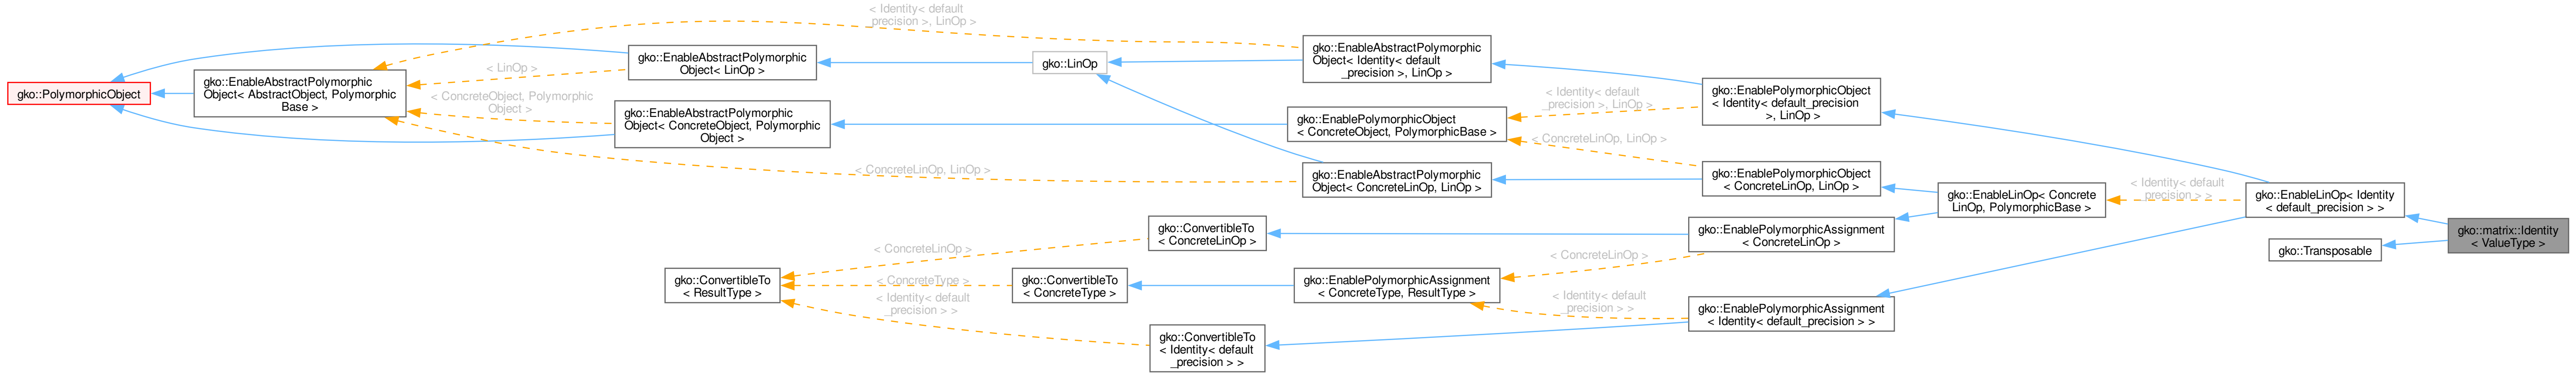 gko::PolymorphicObject
gko::EnableAbstractPolymorphic
Object< AbstractObject, Polymorphic
Base >
< Identity< default
_precision >, LinOp >
< LinOp >
< ConcreteObject, Polymorphic
Object >
gko::EnableAbstractPolymorphic
Object< LinOp >
gko::EnableAbstractPolymorphic
Object< ConcreteObject, Polymorphic
Object >
< ConcreteLinOp, LinOp >
gko::LinOp
gko::EnableAbstractPolymorphic
Object< Identity< default
_precision >, LinOp >
gko::EnablePolymorphicObject
< ConcreteObject, PolymorphicBase >
gko::EnableAbstractPolymorphic
Object< ConcreteLinOp, LinOp >
< Identity< default
_precision >, LinOp >
< ConcreteLinOp, LinOp >
gko::EnablePolymorphicObject
< Identity< default_precision
>, LinOp >
gko::EnablePolymorphicObject
< ConcreteLinOp, LinOp >
gko::ConvertibleTo
< ResultType >
< ConcreteLinOp >
< ConcreteType >
< Identity< default
_precision > >
gko::ConvertibleTo
< ConcreteLinOp >
gko::ConvertibleTo
< ConcreteType >
gko::ConvertibleTo
< Identity< default
_precision > >
gko::EnablePolymorphicAssignment
< ConcreteType, ResultType >
< ConcreteLinOp >
< Identity< default
_precision > >
gko::EnablePolymorphicAssignment
< ConcreteLinOp >
gko::EnablePolymorphicAssignment
< Identity< default_precision > >
gko::EnableLinOp< Concrete
LinOp, PolymorphicBase >
< Identity< default
_precision > >
gko::EnableLinOp< Identity
< default_precision > >
gko::Transposable
gko::matrix::Identity
< ValueType >